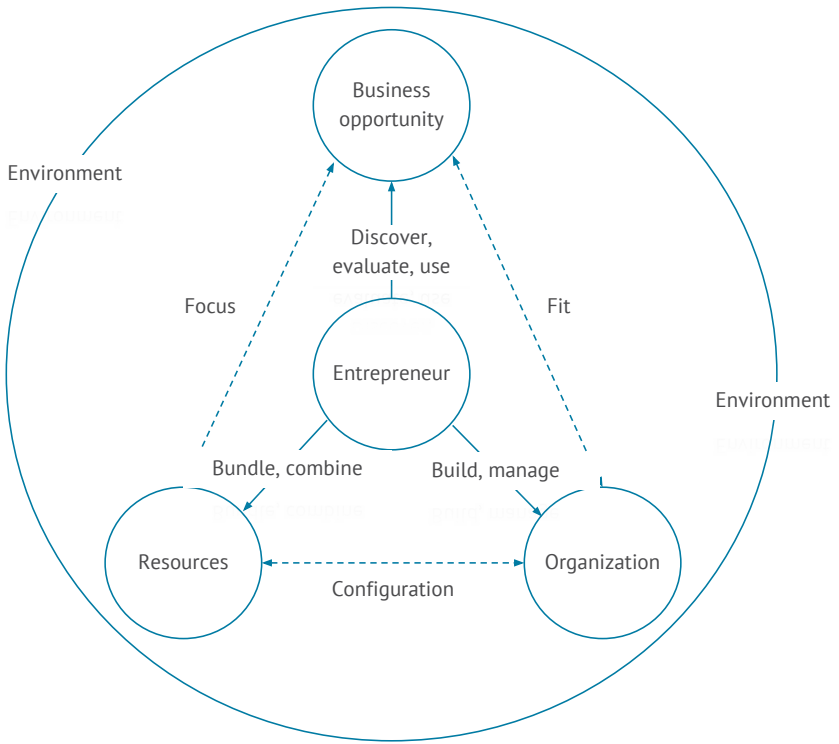 Business
opportunity
Environment
Discover,
evaluate, use
Focus
Fit
Entrepreneur
Environment
Bundle, combine
Build, manage
Resources
Organization
Configuration